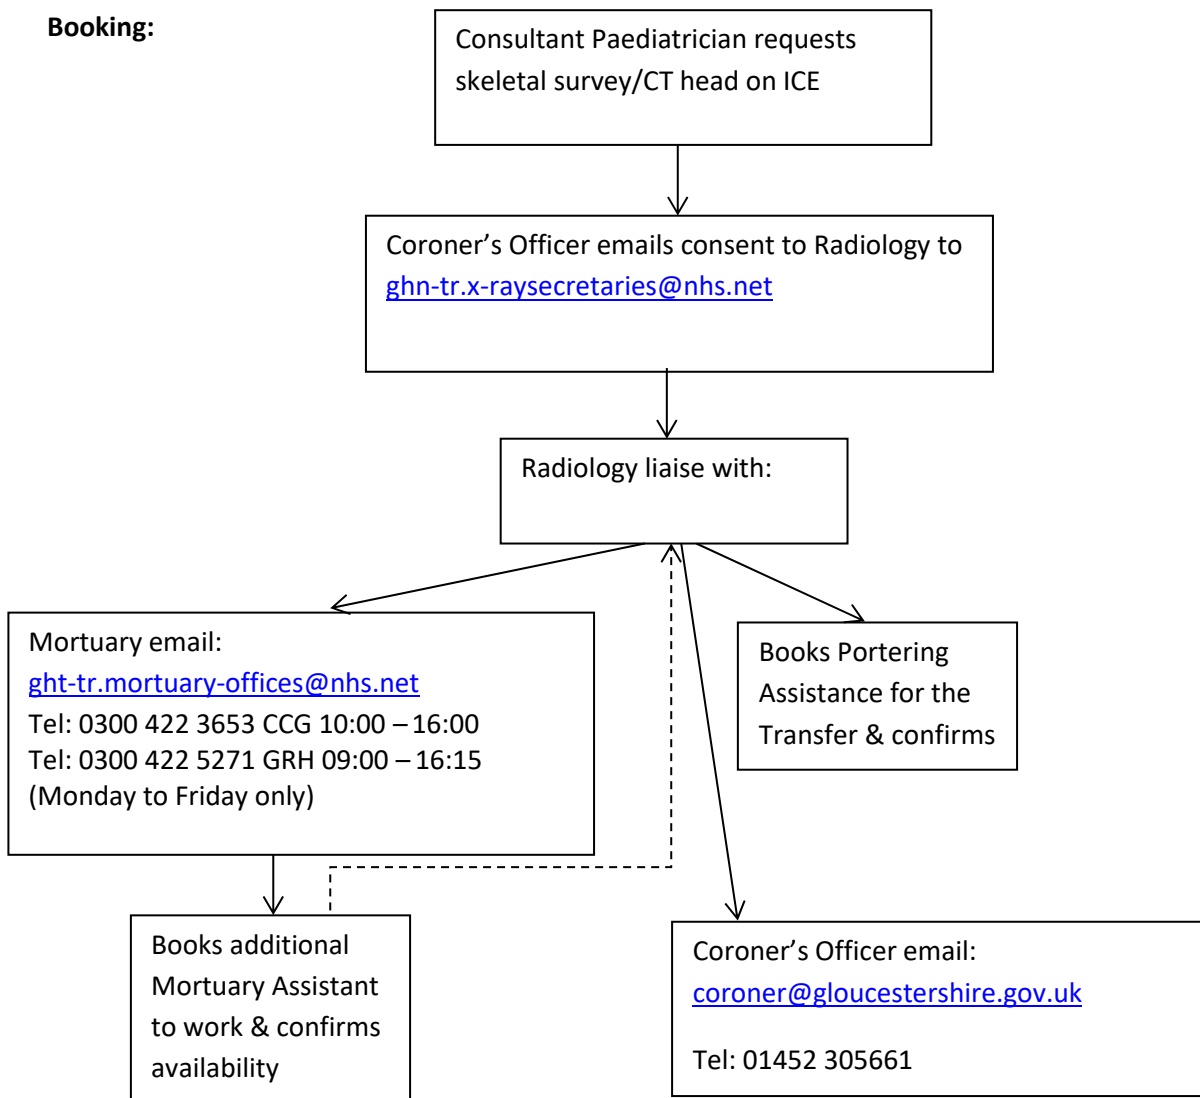 Booking:
Consultant Paediatrician requests
skeletal survey/CT head on ICE
Coroner’s Officer emails consent to Radiology to
ghn-tr.x-raysecretaries@nhs.net
Radiology liaise with:
Mortuary email:
ght-tr.mortuary-offices@nhs.net
Tel: 0300 422 3653 CCG 10:00 – 16:00
Tel: 0300 422 5271 GRH 09:00 – 16:15
(Monday to Friday only)
Books Portering
Assistance for the
Transfer & confirms
Books additional
Mortuary Assistant
to work & confirms
availability
Coroner’s Officer email:
coroner@gloucestershire.gov.uk
Tel: 01452 305661